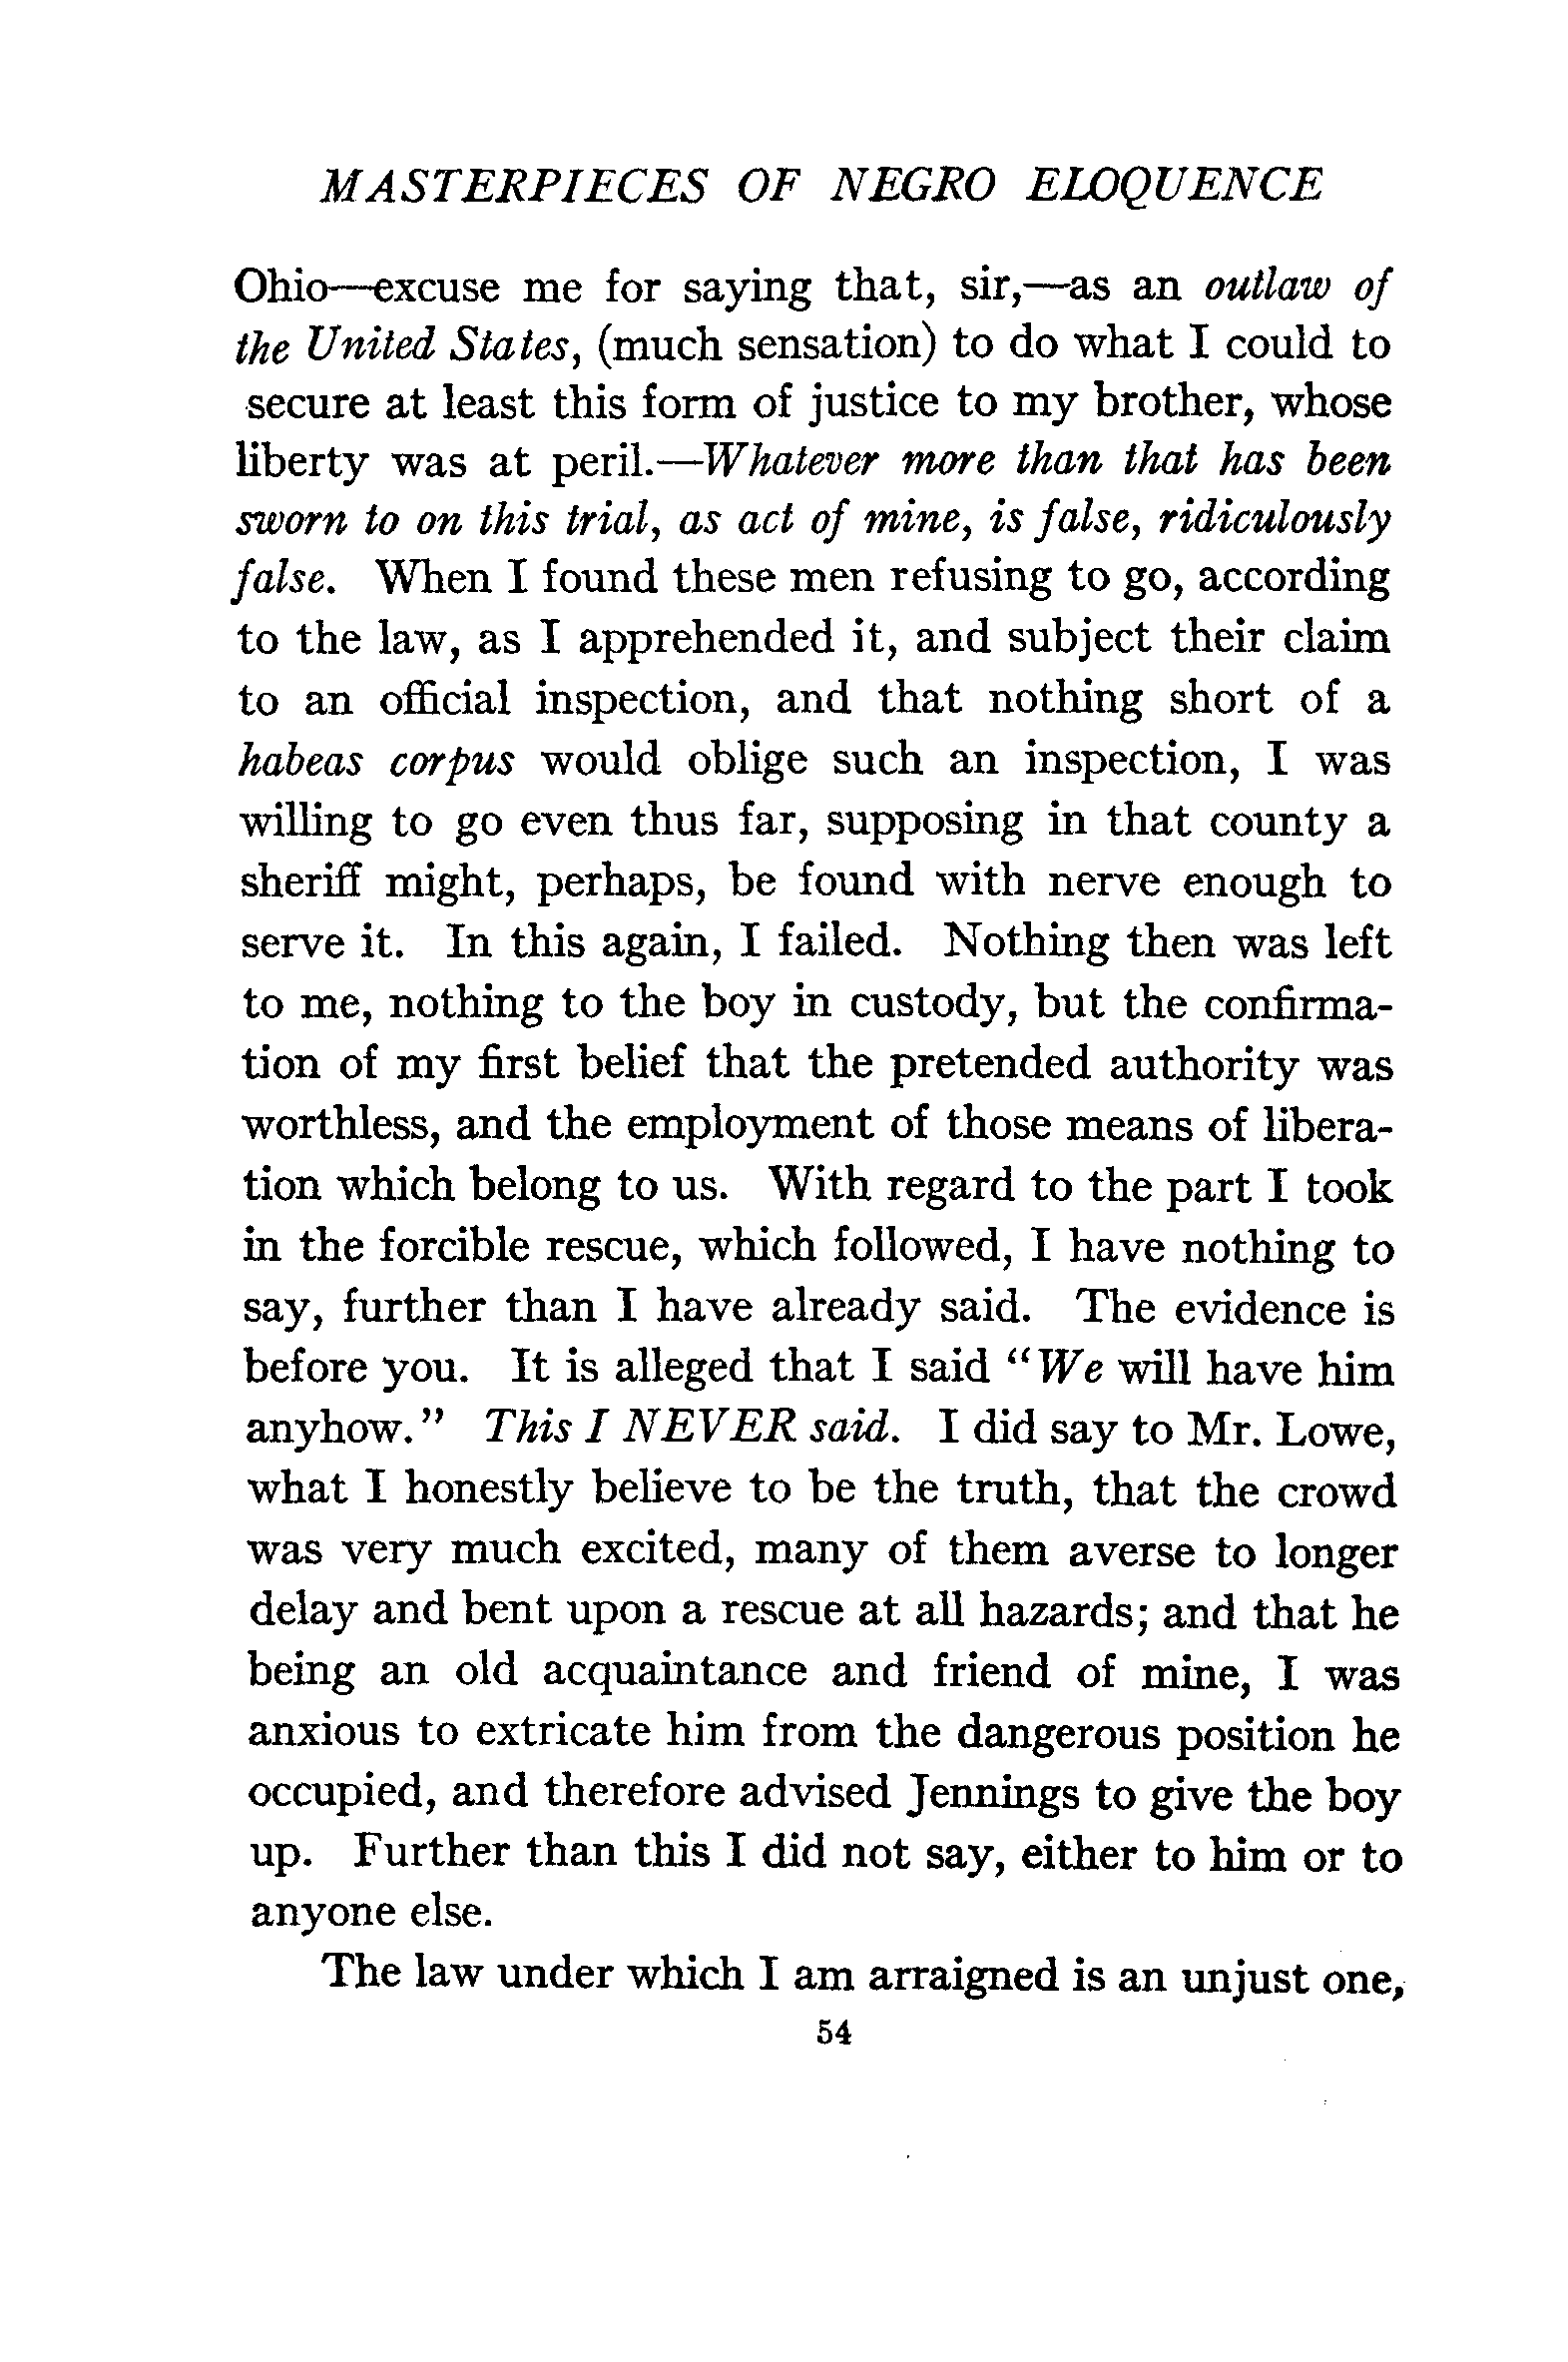 MASTERPIECES OF NEGRO ELOQUENCE
Ohio—excuse me for saying that, sir,—as an outlaw of
the United States, (much sensation) to do what I could to
secure at least this form of justice to my brother, whose
liberty was at peril.—Whatever more than that has been
sworn to on this trial, as act of mine, is false, ridiculously
false. When I found these men refusing to go, according
to the law, as I apprehended it, and subject their claim
to an official inspection, and that nothing short of a
habeas corpus would oblige such an inspection, I was
willing to go even thus far, supposing in that county a
sheriff might, perhaps, be found with nerve enough to
serve it. In this again, I failed. Nothing then was left
to me, nothing to the boy in custody, but the confirma-
tion of my first belief that the pretended authority was
worthless, and the employment of those means of libera-
tion which belong to us. With regard to the part I took
in the forcible rescue, which followed, I have nothing to
say, further than I have already said. The evidence is
before you. It is alleged that I said "We will have him
anyhow." This I NEVER said. I did say to Mr. Lowe,
what I honestly believe to be the truth, that the crowd
was very much excited, many of them averse to longer
delay and bent upon a rescue at all hazards; and that he
being an old acquaintance and friend of mine, I was
anxious to extricate him from the dangerous position he
occupied, and therefore advised Jennings to give the boy
up. Further than this I did not say, either to him or to
anyone else.
The law under which I am arraigned is an unjust one,
54